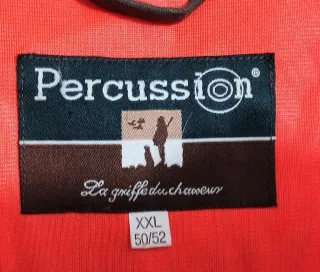 Percussion®
La griffe du chasseur
XXL
50/52